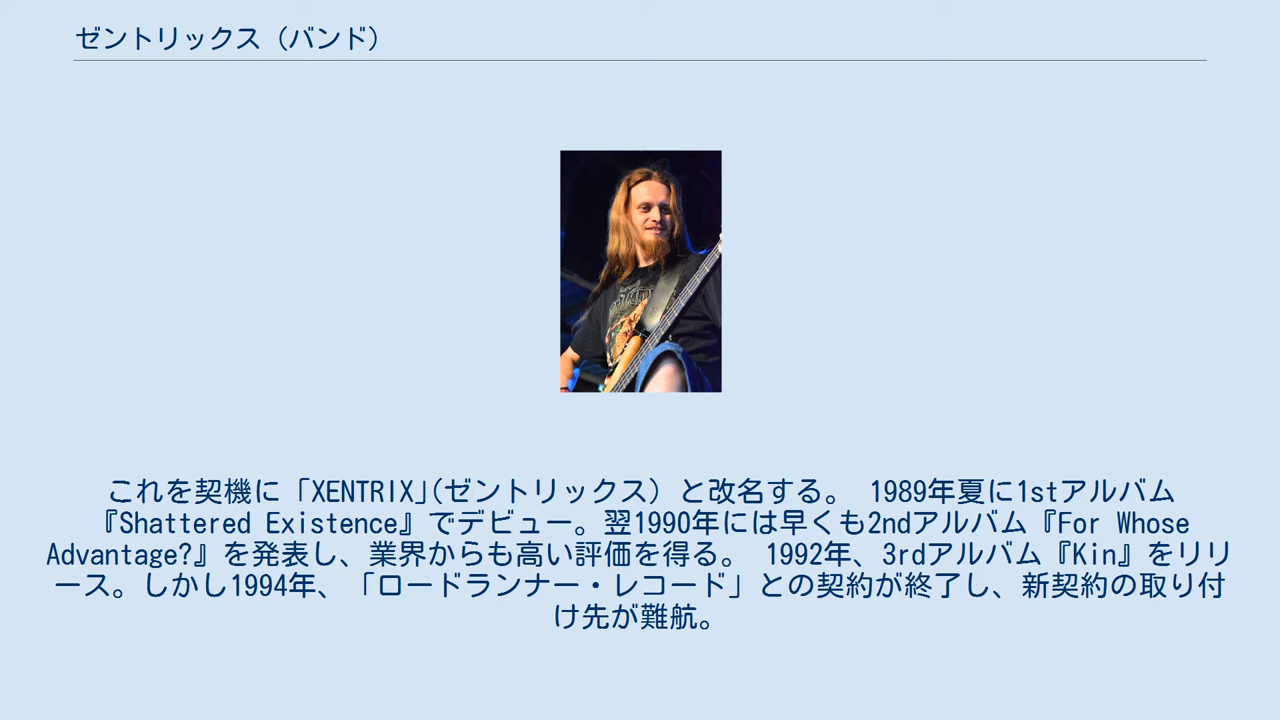 ゼントリックス（バンド）
これを契機に「XENTRIX」(ゼントリックス）と改名する。 1989年夏に1stアルバム
『Shattered Existence』でデビュー。翌1990年には早くも2ndアルバム『For Whose
Advantage?』を発表し、業界からも高い評価を得る。 1992年、3rdアルバム『Kin』をリリ
ース。しかし1994年、「ロードランナー・レコード」との契約が終了し、新契約の取り付
け先が難航。